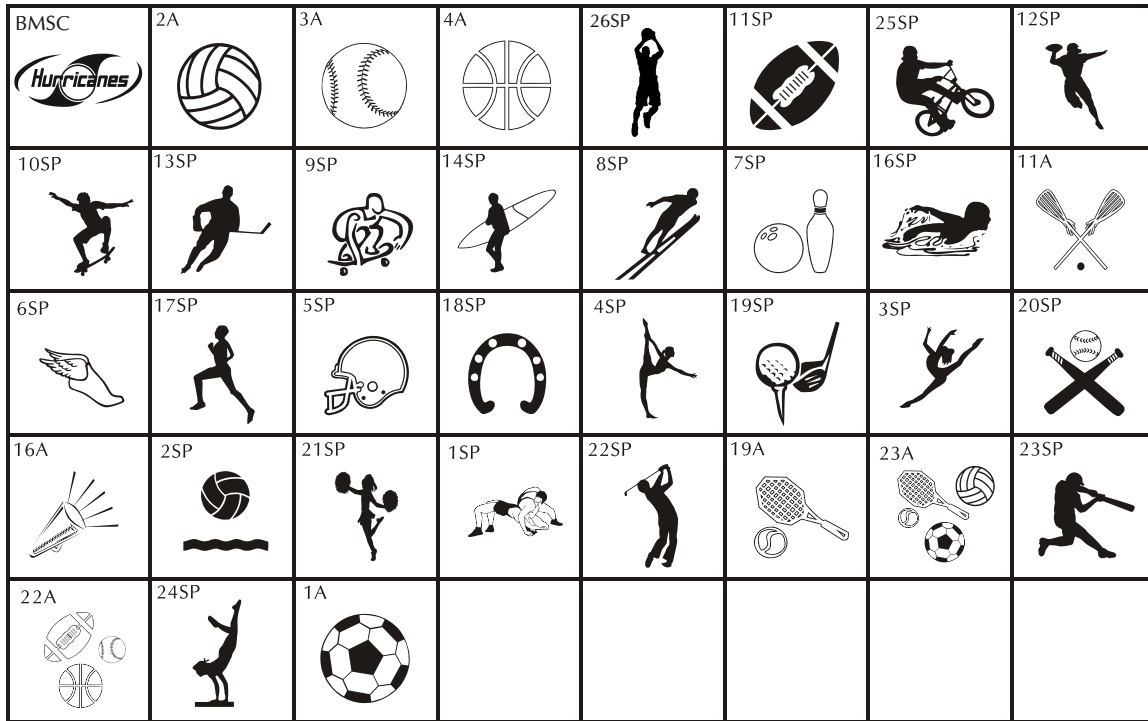 BMSC
Hurricanes
2A
3A
4A
26SP
11SP
25SP
12SP
10SP
13SP
9SP
14SP
8SP
7SP
16SP
11A
6SP
17SP
5SP
18SP
4SP
19SP
3SP
20SP
16A
2SP
21SP
1SP
22SP
19A
23A
23SP
22A
24SP
1A